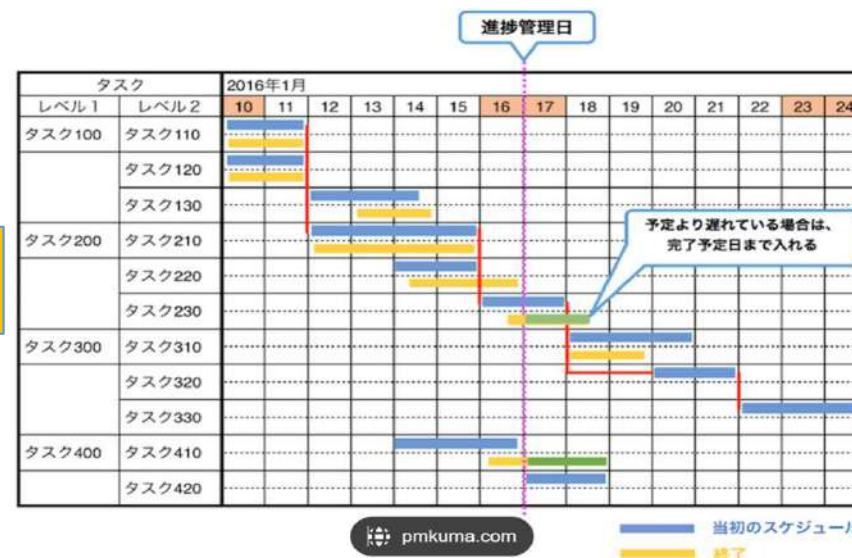 進捗管理日
タスク 2016年1月
レベル1 レベル2 10 11 12 13 14 15 16 17 18 19 20 21 22 23 24
タスク100 タスク110
タスク120
タスク130
予定より遅れている場合は、
完了予定日まで入れる
タスク200 タスク210
タスク220
タスク230
タスク300 タスク310
タスク320
タスク330
タスク400 タスク410
タスク420
pmkuma.com
当初のスケジュール
終了